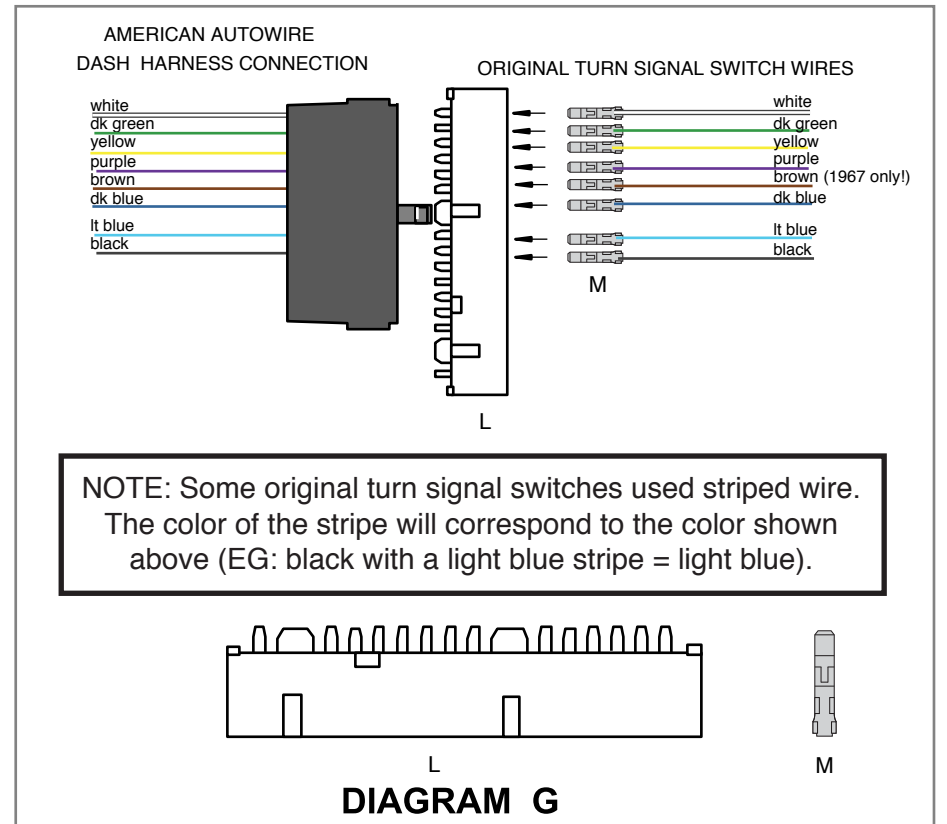 AMERICAN AUTOWIRE
DASH HARNESS CONNECTION
white
dk green
yellow
purple
brown
dk blue
lt blue
black
ORIGINAL TURN SIGNAL SWITCH WIRES
white
dk green
yellow
purple
brown (1967 only!)
dk blue
lt blue
black
M
L
NOTE: Some original turn signal switches used striped wire.
The color of the stripe will correspond to the color shown
above (EG: black with a light blue stripe = light blue).
L
M
DIAGRAM G